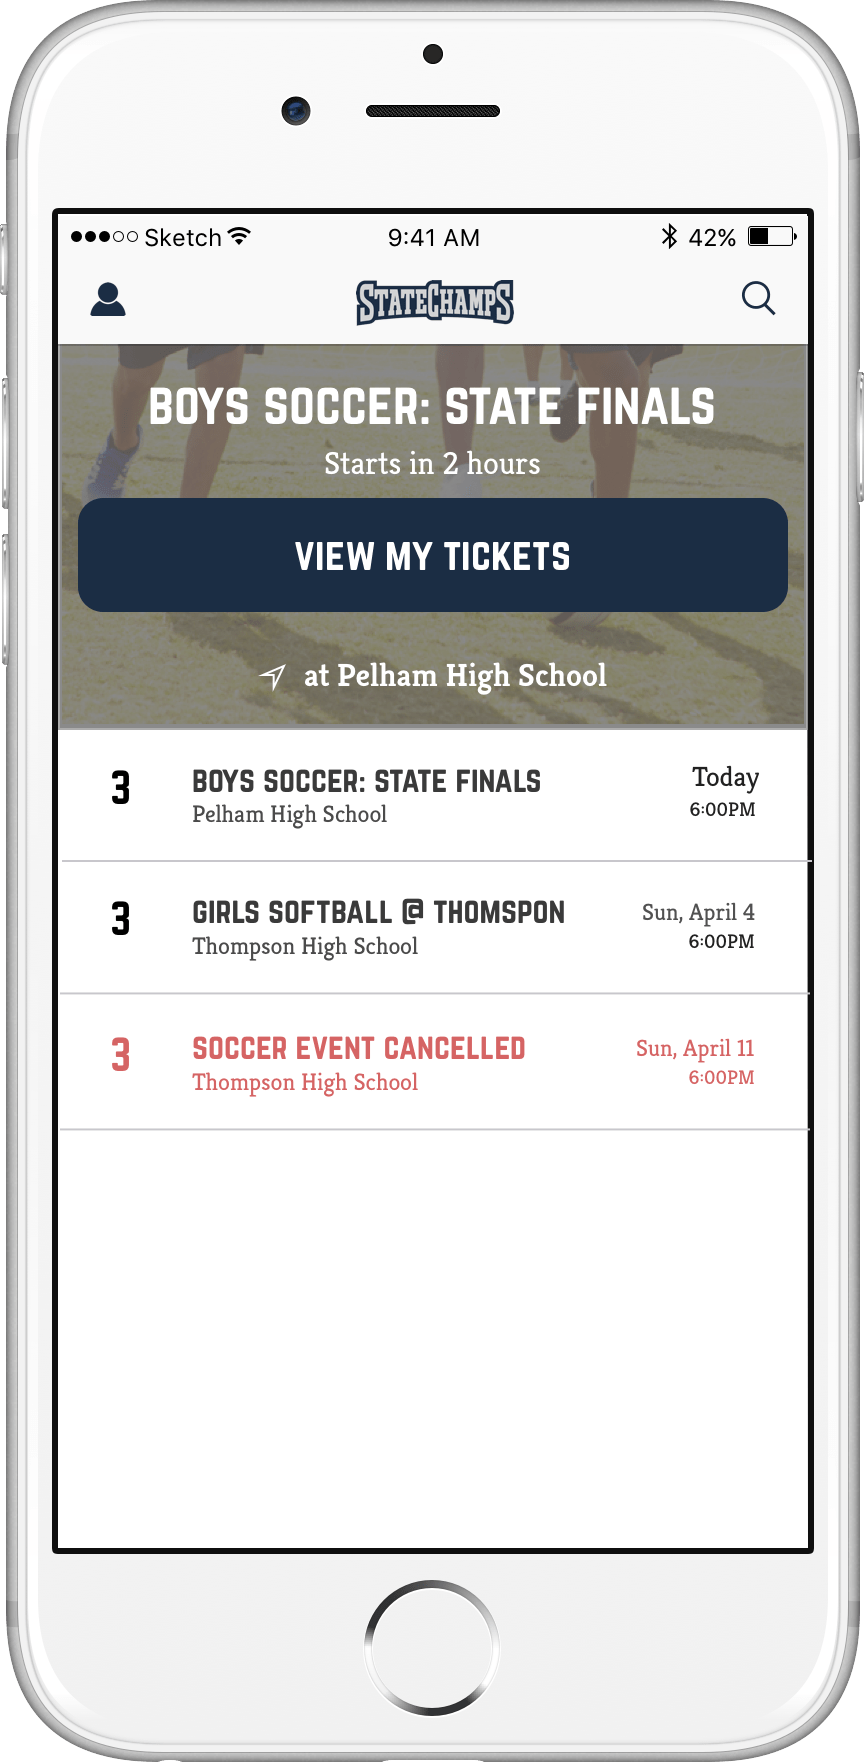 Sketch 9:41 AM 42%
STATECHAMPS
BOYS SOCCER: STATE FINALS
Starts in 2 hours
VIEW MY TICKETS
at Pelham High School
3 BOYS SOCCER: STATE FINALS Today
Pelham High School 6:00PM
3 GIRLS SOFTBALL @ THOMSPON Sun, April 4
Thompson High School 6:00PM
3 SOCCER EVENT CANCELLED Sun, April 11
Thompson High School 6:00PM